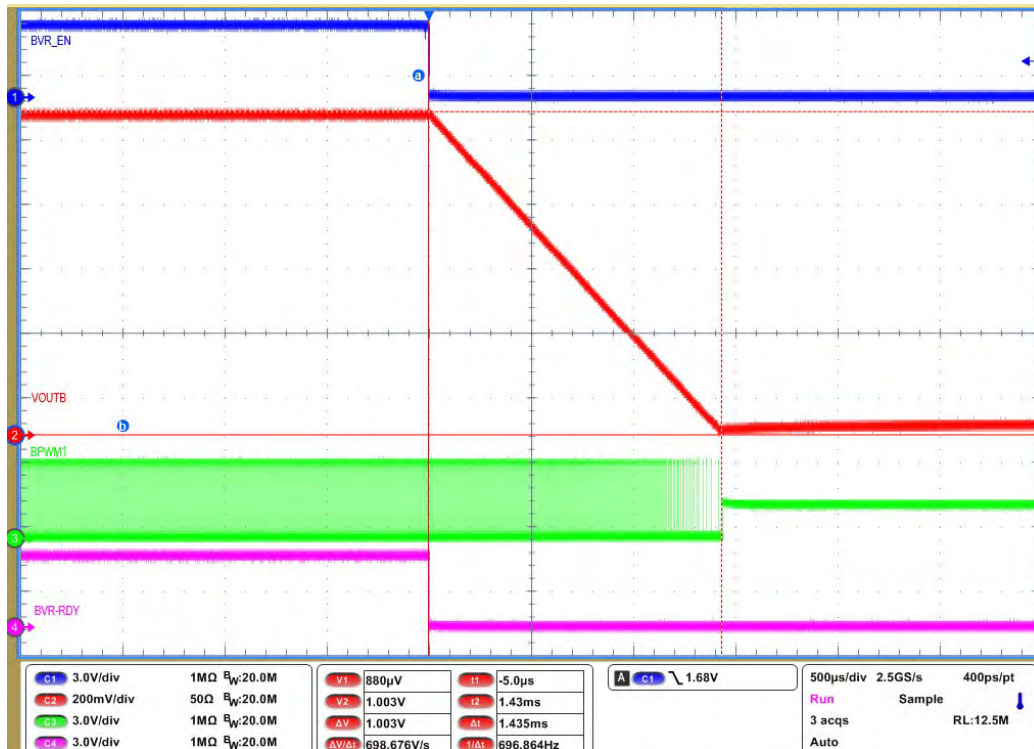 BVR_EN
a
1
VOUTB
b
2
BPWM1
3
BVR-RDY
4
C1 3.0V/div 1MΩ BW:20.0M
C2 200mV/div 50Ω BW:20.0M
C3 3.0V/div 1MΩ BW:20.0M
C4 3.0V/div 1MΩ BW:20.0M
V1 880µV t1 -5.0µs
V2 1.003V t2 1.43ms
ΔV 1.003V Δt 1.435ms
ΔV/Δt 698.676V/s 1/Δt 696.864Hz
A C1 1.68V
500µs/div 2.5GS/s 400ps/pt
Run Sample
3 acqs RL:12.5M
Auto